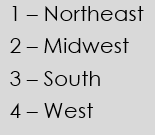 1 – Northeast
2 – Midwest
3 – South
4 – West